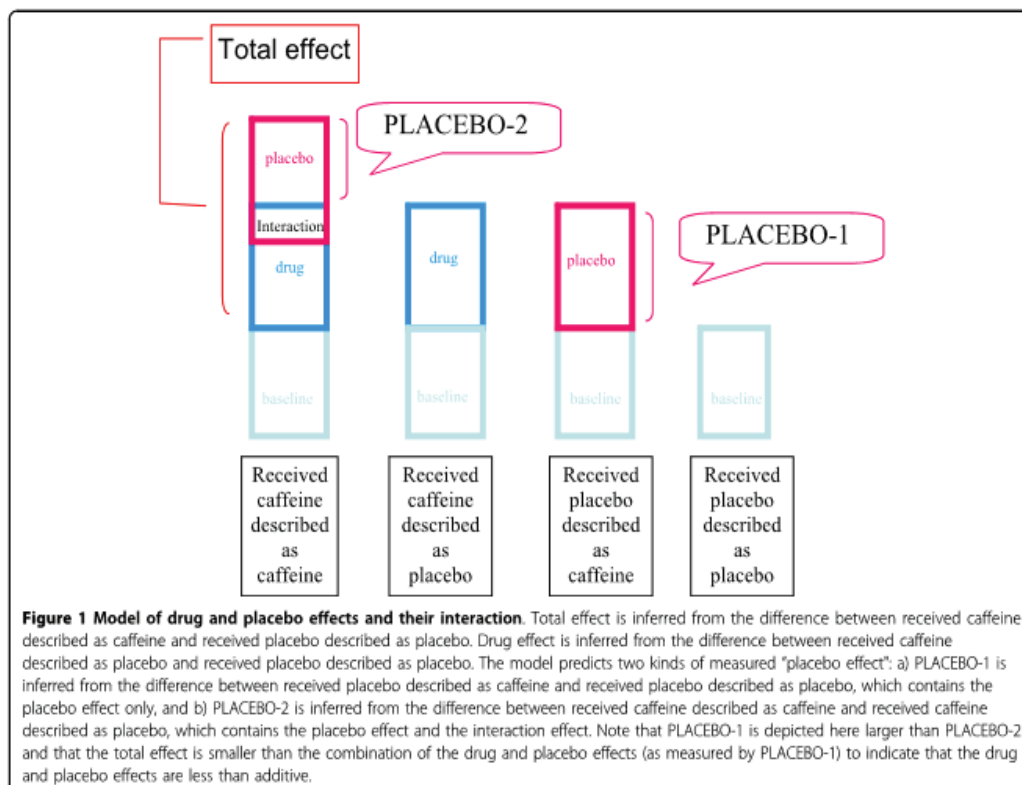 Total effect
PLACEBO-2
placebo
Interaction
drug
baseline
drug
baseline
PLACEBO-1
placebo
baseline
baseline
Received
caffeine
described
as
caffeine
Received
caffeine
described
as
placebo
Received
placebo
described
as
caffeine
Received
placebo
described
as
placebo
Figure 1 Model of drug and placebo effects and their interaction. Total effect is inferred from the difference between received caffeine
described as caffeine and received placebo described as placebo. Drug effect is inferred from the difference between received caffeine
described as placebo and received placebo described as placebo. The model predicts two kinds of measured "placebo effect": a) PLACEBO-1 is
inferred from the difference between received placebo described as caffeine and received placebo described as placebo, which contains the
placebo effect only, and b) PLACEBO-2 is inferred from the difference between received caffeine described as caffeine and received caffeine
described as placebo, which contains the placebo effect and the interaction effect. Note that PLACEBO-1 is depicted here larger than PLACEBO-2
and that the total effect is smaller than the combination of the drug and placebo effects (as measured by PLACEBO-1) to indicate that the drug
and placebo effects are less than additive.